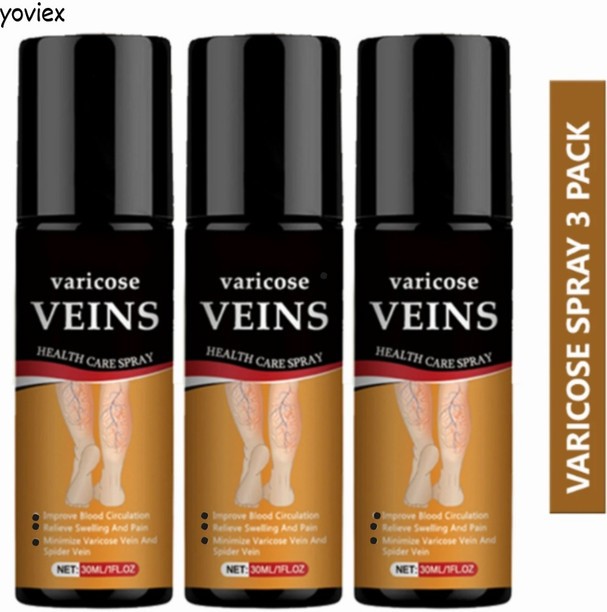 yoviex
varicose
VEINS
HEALTH CARE SPRAY
Improve Blood Circulation
Relieve Swelling And Pain
Minimize Varicose Vein And
Spider Vein
NET: 30ML/1FL.OZ
varicose
VEINS
HEALTH CARE SPRAY
Improve Blood Circulation
Relieve Swelling And Pain
Minimize Varicose Vein And
Spider Vein
NET: 30ML/1FL.OZ
varicose
VEINS
HEALTH CARE SPRAY
Improve Blood Circulation
Relieve Swelling And Pain
Minimize Varicose Vein And
Spider Vein
NET: 30ML/1FL.OZ
VARICOSE SPRAY 3 PACK